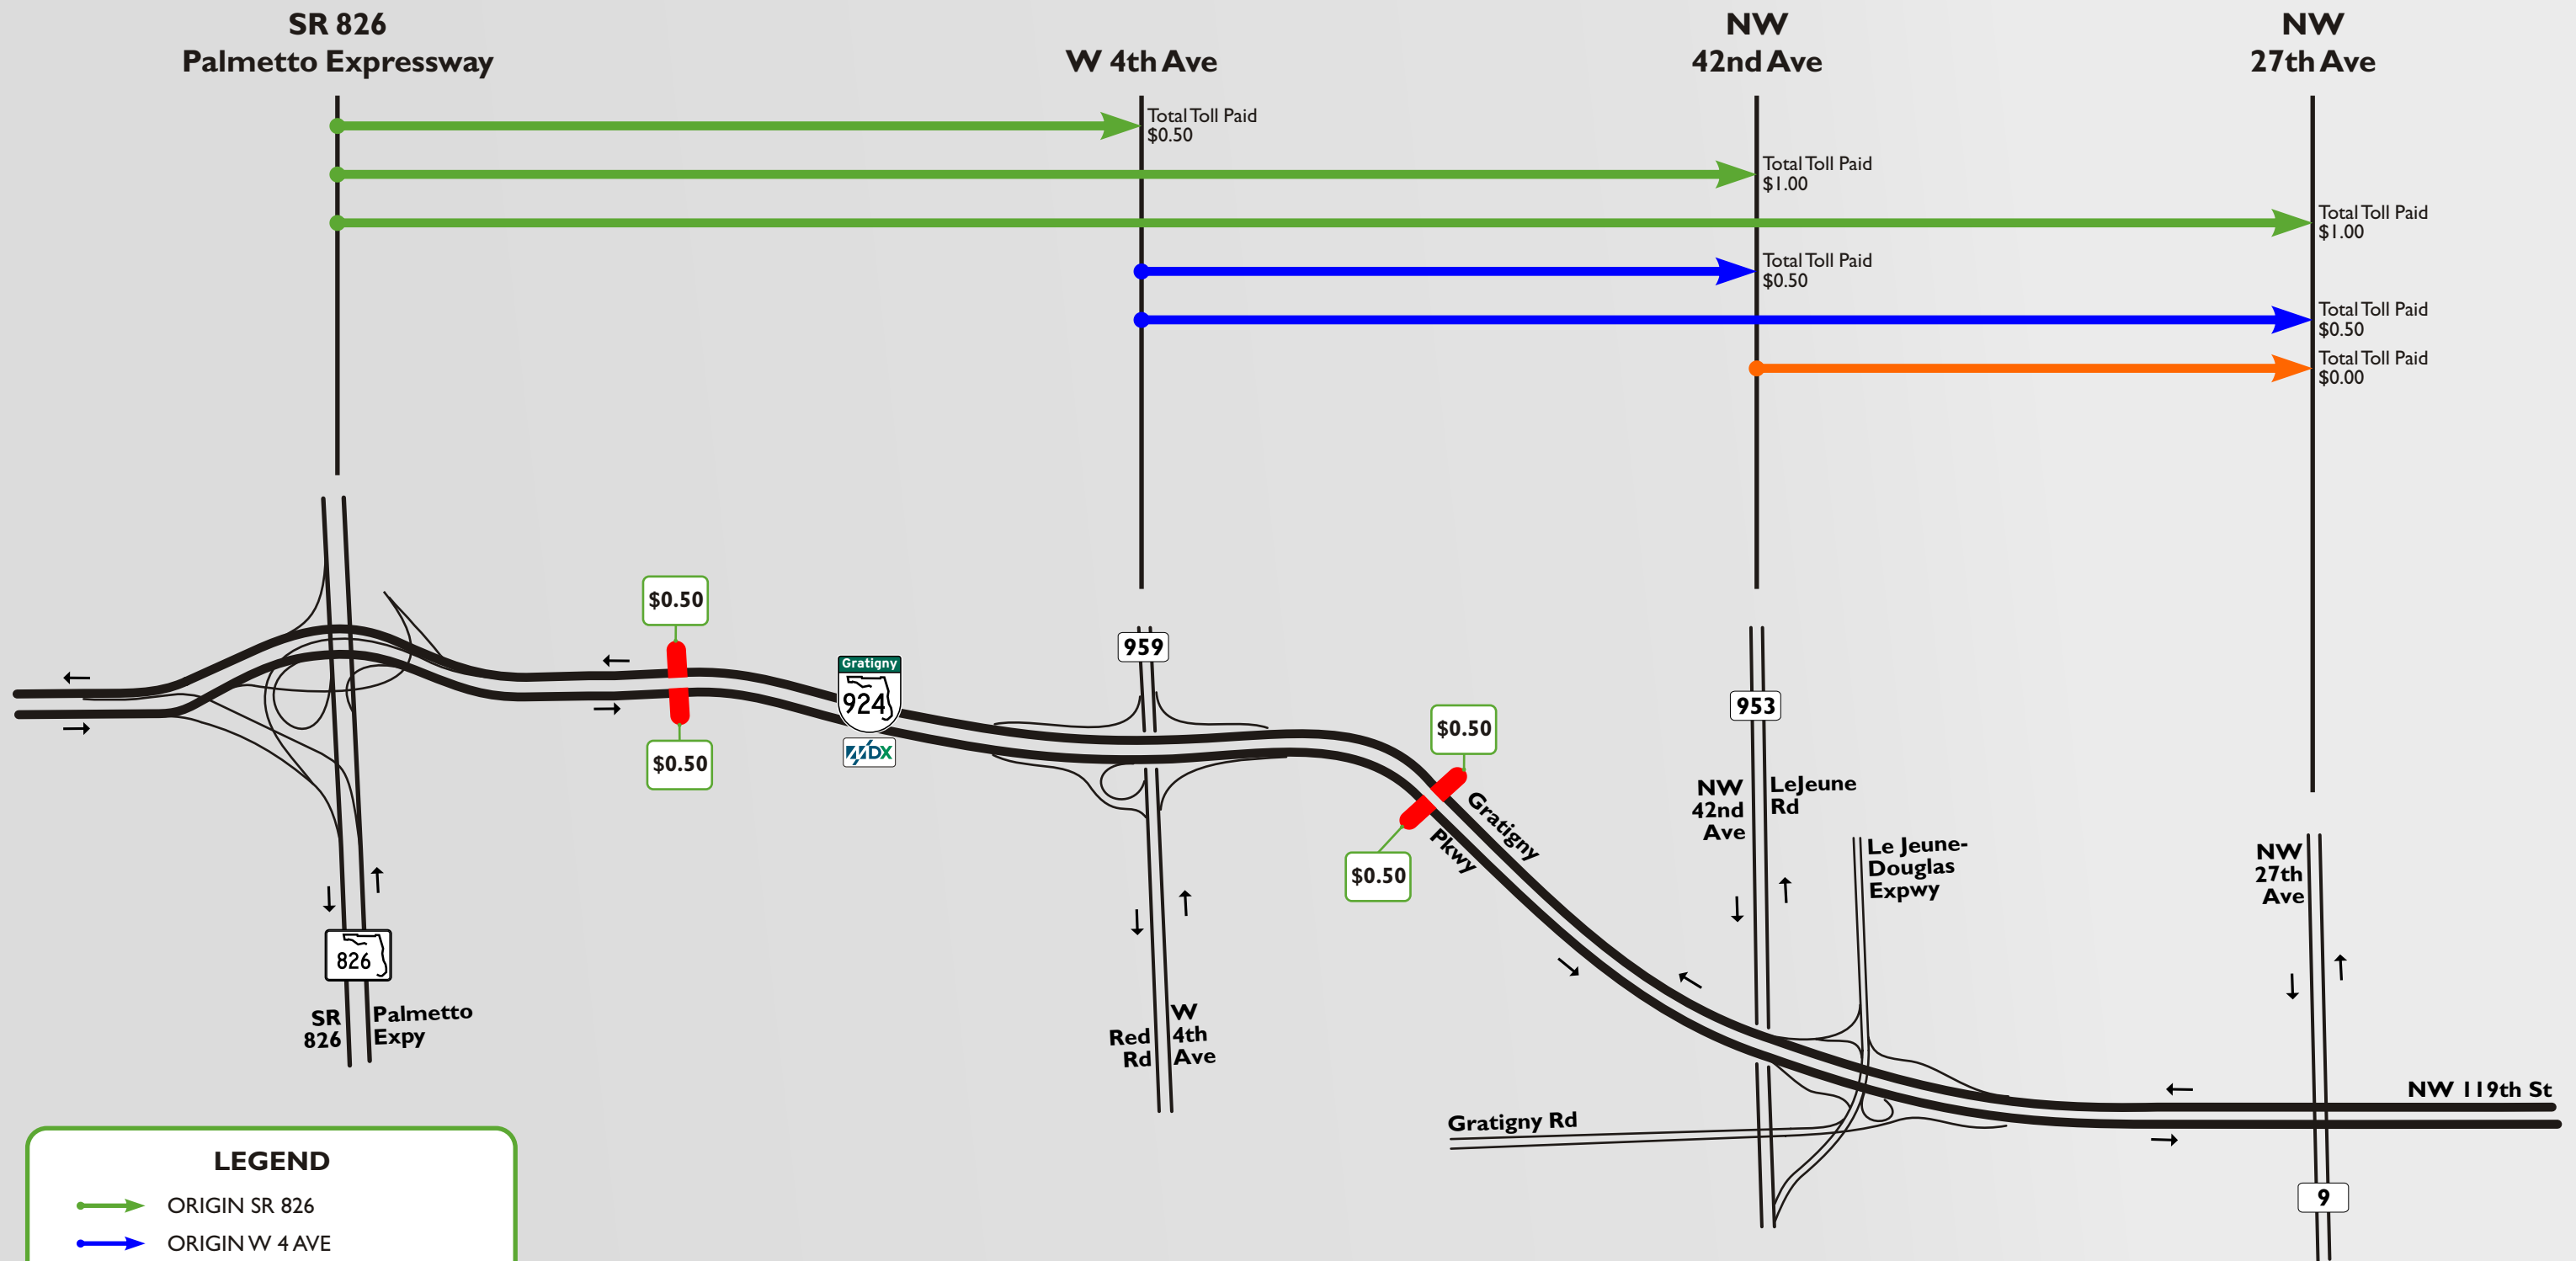 SR 826
Palmetto Expressway
W 4th Ave
NW
42nd Ave
NW
27th Ave
Total Toll Paid
$0.50
Total Toll Paid
$1.00
Total Toll Paid
$1.00
Total Toll Paid
$0.50
Total Toll Paid
$0.50
Total Toll Paid
$0.00
$0.50
$0.50
Gratigny
924
MDX
959
$0.50
$0.50
Gratigny
Pkwy
953
NW
42nd
Ave
LeJeune
Rd
Le Jeune-
Douglas
Expwy
NW
27th
Ave
826
SR
826
Palmetto
Expy
Red
Rd
W
4th
Ave
Gratigny Rd
NW 119th St
9
LEGEND
ORIGIN SR 826
ORIGIN W 4 AVE